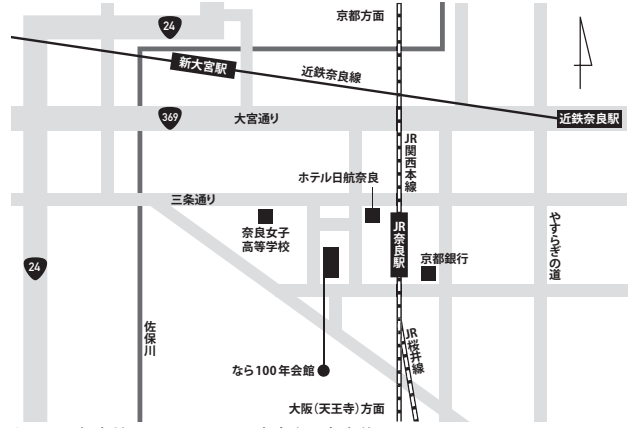 京都方面
24
新大宮駅
近鉄奈良線
369
大宮通り
近鉄奈良駅
JR関西本線
ホテル日航奈良
三条通り
奈良女子
高等学校
JR奈良駅
京都銀行
やすらぎの道
24
佐保川
JR桜井線
なら100年会館
大阪(天王寺)方面